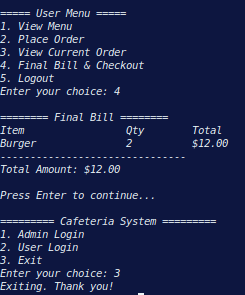 ===== User Menu =====
1. View Menu
2. Place Order
3. View Current Order
4. Final Bill & Checkout
5. Logout
Enter your choice: 4

======== Final Bill ========
Item                Qty       Total
Burger              2         $12.00
-------------------------------
Total Amount: $12.00

Press Enter to continue...

========= Cafeteria System =========
1. Admin Login
2. User Login
3. Exit
Enter your choice: 3
Exiting. Thank you!